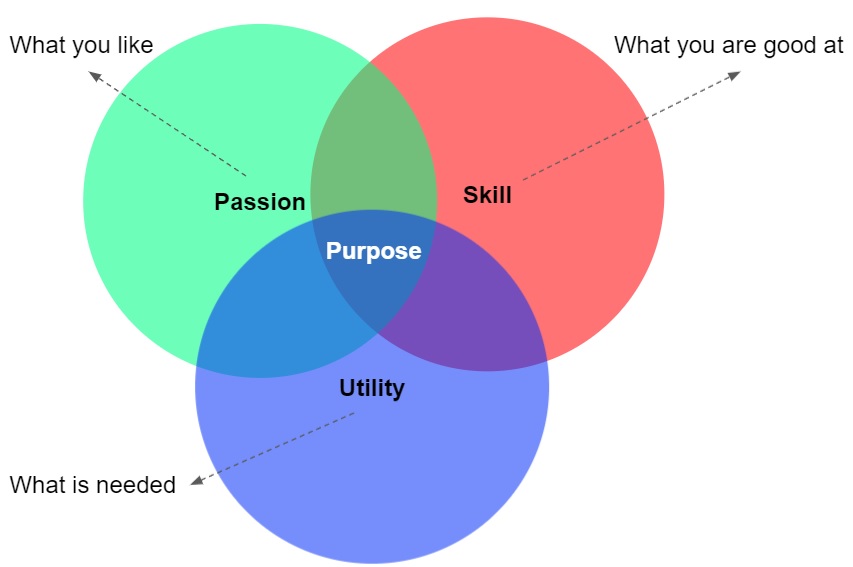 What you like
What you are good at
Passion
Skill
Purpose
Utility
What is needed